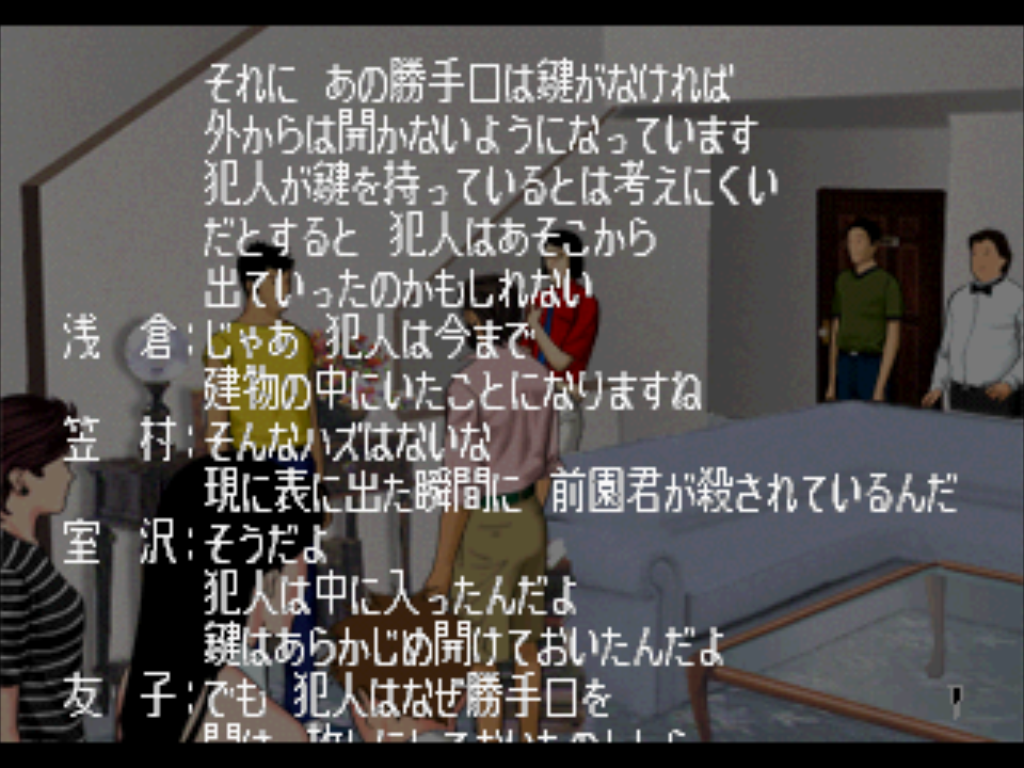 それに あの勝手口は鍵がなければ
外からは開かないようになっています
犯人が鍵を持っているとは考えにくい
だとすると 犯人はあそこから
出ていったのかもしれない
浅 倉:じゃあ 犯人は今まで
建物の中にいたことになりますね
笠 村:そんなハズはないな
現に表に出た瞬間に 前園君が殺されているんだ
室 沢:そうだよ
犯人は中に入ったんだよ
鍵はあらかじめ開けておいたんだよ
友 子:でも 犯人はなぜ勝手口を